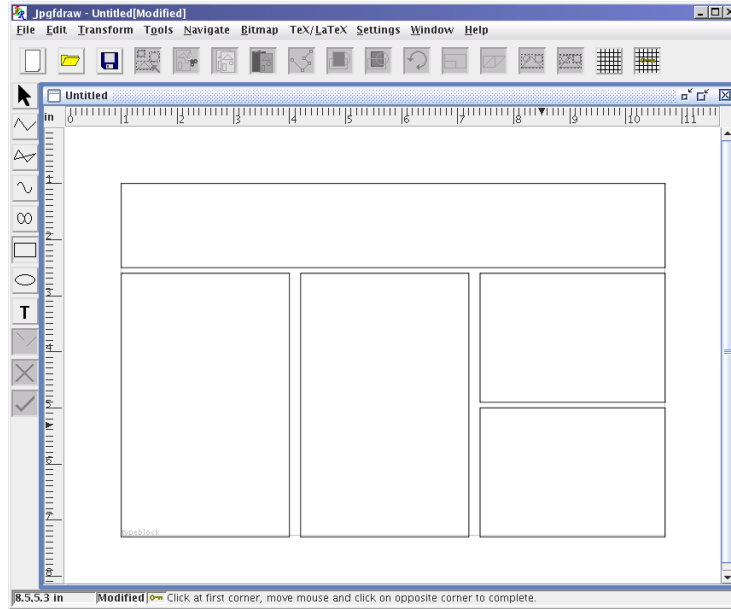 Jpgfdraw - Untitled[Modified]
File Edit Transform Tools Navigate Bitmap TeX/LaTeX Settings Window Help
Untitled
in 0 1 2 3 4 5 6 7 8 9 10 11
1
2
3
4
T
5
6
7
typeblock
8
8.5,5.3 in Modified Click at first corner, move mouse and click on opposite corner to complete.